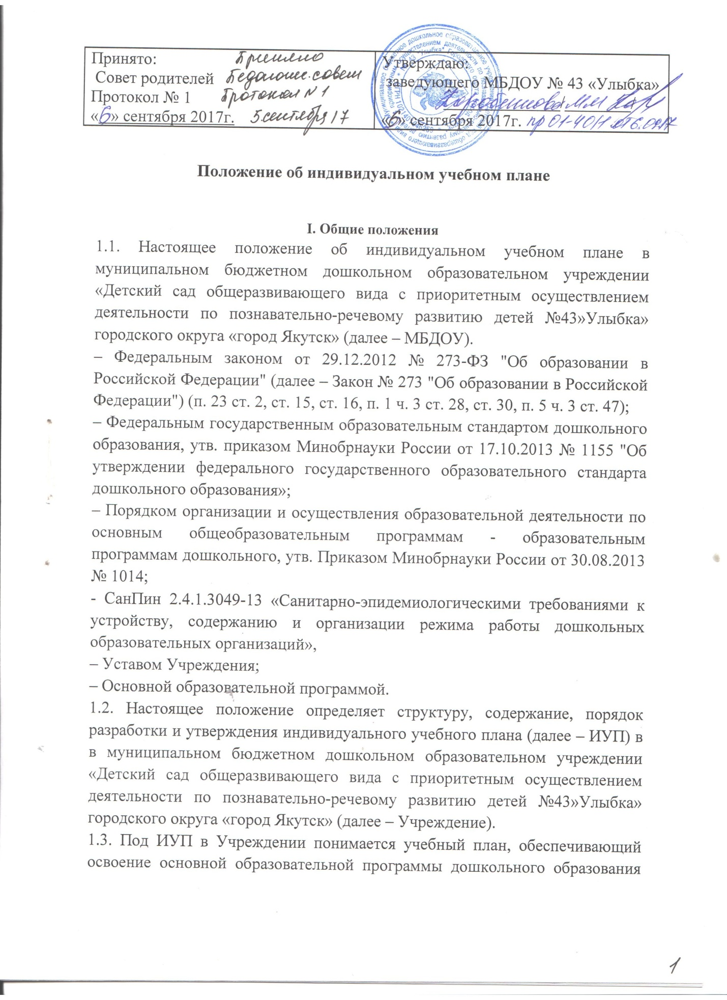 Принято: Принято
Совет родителей Педагогич. совет
Протокол № 1 Протокол N 1
«6» сентября 2017г. 5 сентября 17
Утверждаю:
заведующего МБДОУ № 43 «Улыбка»
«6» сентября 2017г. пр 01-40/1 от 6.09.17
Положение об индивидуальном учебном плане
I. Общие положения
1.1. Настоящее положение об индивидуальном учебном плане в
муниципальном бюджетном дошкольном образовательном учреждении
«Детский сад общеразвивающего вида с приоритетным осуществлением
деятельности по познавательно-речевому развитию детей №43»Улыбка»
городского округа «город Якутск» (далее – МБДОУ).
– Федеральным законом от 29.12.2012 № 273-ФЗ "Об образовании в
Российской Федерации" (далее – Закон № 273 "Об образовании в Российской
Федерации") (п. 23 ст. 2, ст. 15, ст. 16, п. 1 ч. 3 ст. 28, ст. 30, п. 5 ч. 3 ст. 47);
– Федеральным государственным образовательным стандартом дошкольного
образования, утв. приказом Минобрнауки России от 17.10.2013 № 1155 "Об
утверждении федерального государственного образовательного стандарта
дошкольного образования»;
– Порядком организации и осуществления образовательной деятельности по
основным общеобразовательным программам - образовательным
программам дошкольного, утв. Приказом Минобрнауки России от 30.08.2013
№ 1014;
- СанПин 2.4.1.3049-13 «Санитарно-эпидемиологическими требованиями к
устройству, содержанию и организации режима работы дошкольных
образовательных организаций»,
– Уставом Учреждения;
– Основной образовательной программой.
1.2. Настоящее положение определяет структуру, содержание, порядок
разработки и утверждения индивидуального учебного плана (далее – ИУП) в
в муниципальном бюджетном дошкольном образовательном учреждении
«Детский сад общеразвивающего вида с приоритетным осуществлением
деятельности по познавательно-речевому развитию детей №43»Улыбка»
городского округа «город Якутск» (далее – Учреждение).
1.3. Под ИУП в Учреждении понимается учебный план, обеспечивающий
освоение основной образовательной программы дошкольного образования
1